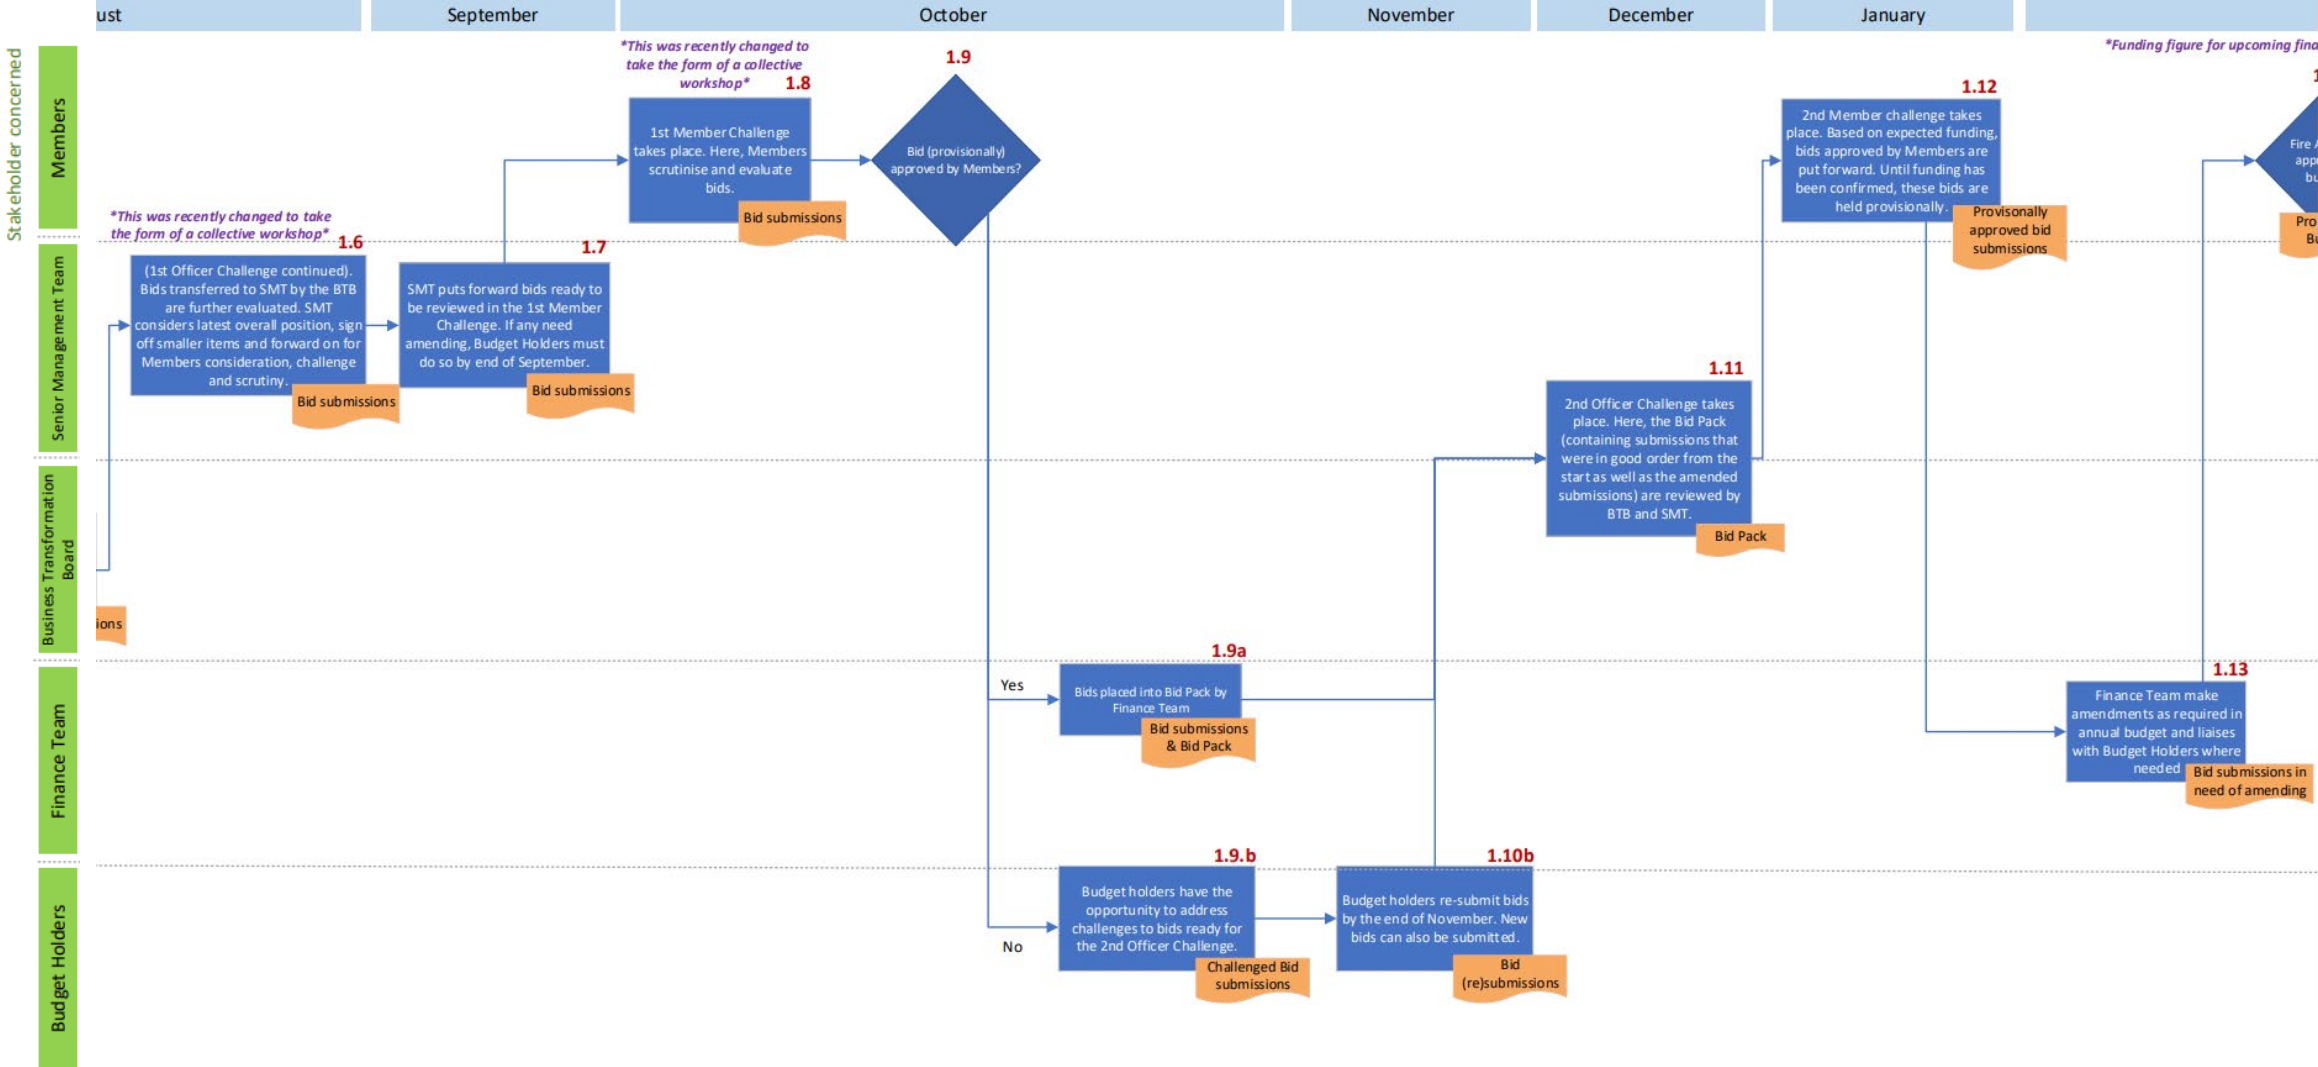 ust
September
October
November
December
January
Stakeholder concerned
Members
Senior Management Team
Business Transformation
Board
Finance Team
Budget Holders
*This was recently changed to take
the form of a collective workshop*
1.6
(1st Officer Challenge continued).
Bids transferred to SMT by the BTB
are further evaluated. SMT
considers latest overall position, sign
off smaller items and forward on for
Members consideration, challenge
and scrutiny.
Bid submissions
ions
1.7
SMT puts forward bids ready to
be reviewed in the 1st Member
Challenge. If any need
amending, Budget Holders must
do so by end of September.
Bid submissions
*This was recently changed to
take the form of a collective
workshop*
1.8
1st Member Challenge
takes place. Here, Members
scrutinise and evaluate
bids.
Bid submissions
1.9
Bid (provisionally)
approved by Members?
Yes
1.9a
Bids placed into Bid Pack by
Finance Team
Bid submissions
& Bid Pack
No
1.9.b
Budget holders have the
opportunity to address
challenges to bids ready for
the 2nd Officer Challenge.
Challenged Bid
submissions
1.10b
Budget holders re-submit bids
by the end of November. New
bids can also be submitted.
Bid
(re)submissions
1.11
2nd Officer Challenge takes
place. Here, the Bid Pack
(containing submissions that
were in good order from the
start as well as the amended
submissions) are reviewed by
BTB and SMT.
Bid Pack
1.12
2nd Member challenge takes
place. Based on expected funding,
bids approved by Members are
put forward. Until funding has
been confirmed, these bids are
held provisionally.
Provisonally
approved bid
submissions
1.13
Finance Team make
amendments as required in
annual budget and liaises
with Budget Holders where
needed
Bid submissions in
need of amending
*Funding figure for upcoming fina
1
Fire A
app
bu
Pro
Bu